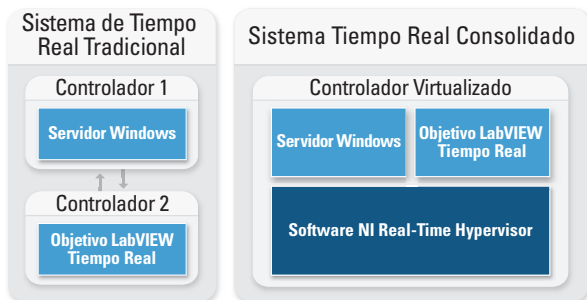 Sistema de Tiempo
Real Tradicional
Controlador 1
Servidor Windows
Controlador 2
Objetivo LabVIEW
Tiempo Real
Sistema Tiempo Real Consolidado
Controlador Virtualizado
Servidor Windows
Objetivo LabVIEW
Tiempo Real
Software NI Real-Time Hypervisor